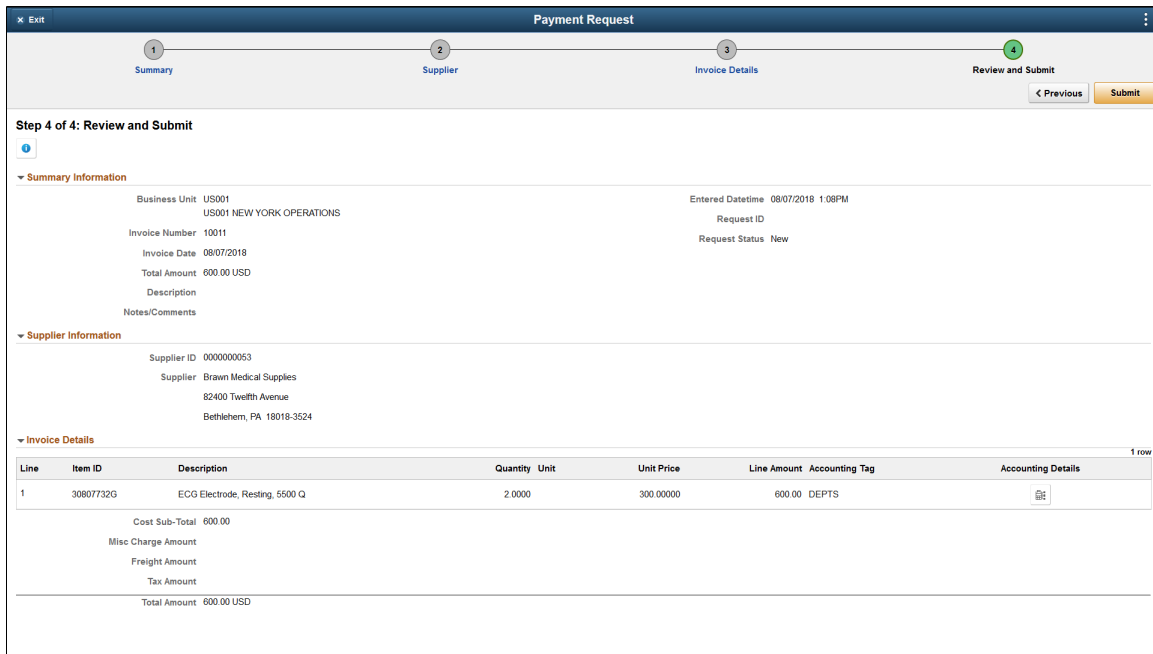 × Exit
Payment Request
1
2
3
4
Summary
Supplier
Invoice Details
Review and Submit
Previous
Submit
Step 4 of 4: Review and Submit
Summary Information
Business Unit US001
US001 NEW YORK OPERATIONS
Invoice Number 10011
Invoice Date 08/07/2018
Total Amount 600.00 USD
Description
Notes/Comments
Entered Datetime 08/07/2018 1:08PM
Request ID
Request Status New
Supplier Information
Supplier ID 0000000053
Supplier Brawn Medical Supplies
82400 Twelfth Avenue
Bethlehem, PA 18018-3524
Invoice Details
1 row
Line Item ID Description Quantity Unit Unit Price Line Amount Accounting Tag Accounting Details
1 30807732G ECG Electrode, Resting, 5500 Q 2.0000 300.00000 600.00 DEPTS
Cost Sub-Total 600.00
Misc Charge Amount
Freight Amount
Tax Amount
Total Amount 600.00 USD